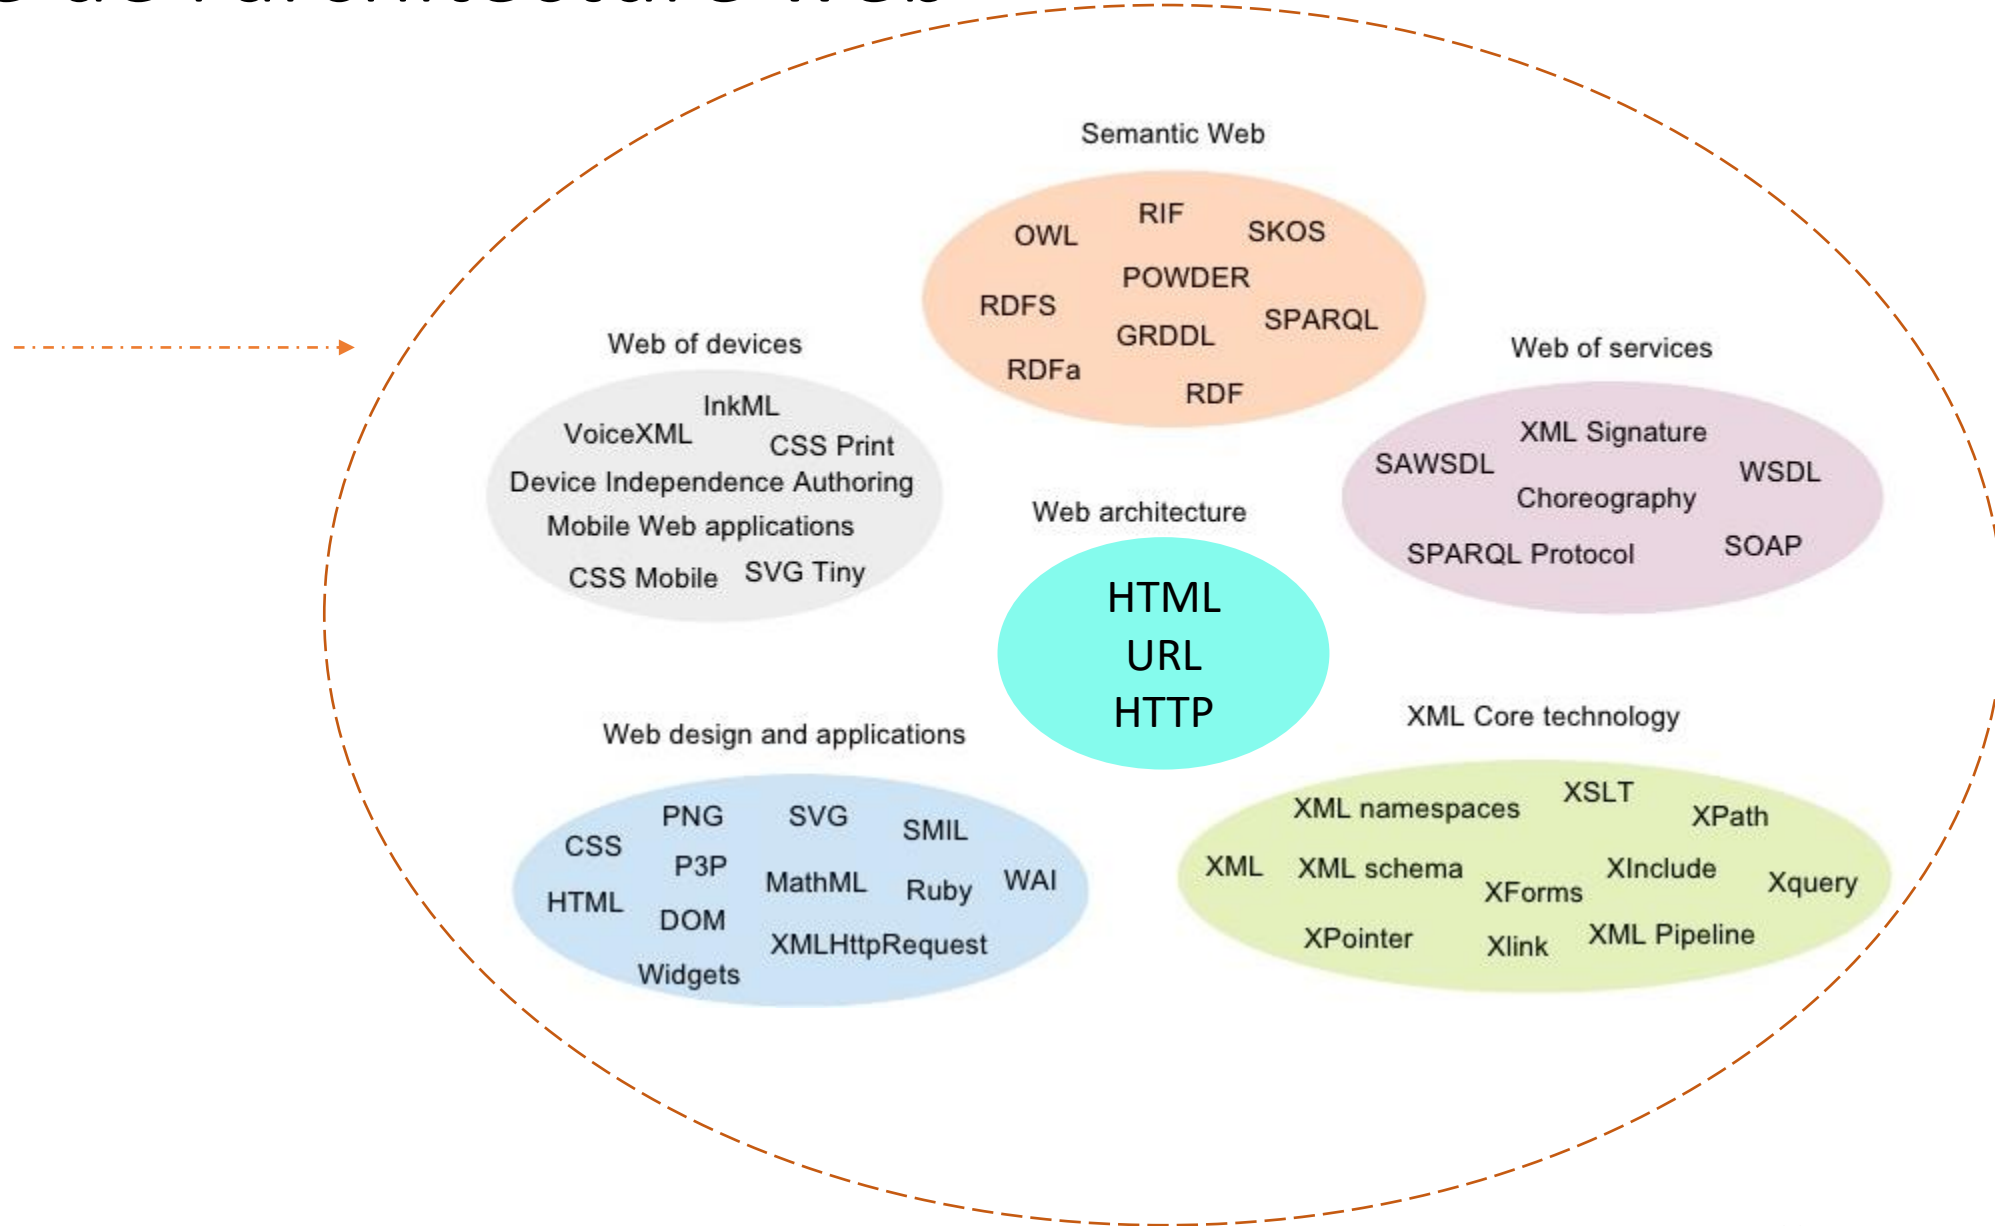 de l'architecture Web
Semantic Web
OWL
RIF
SKOS
POWDER
RDFS
GRDDL
SPARQL
RDFa
RDF
Web of devices
InkML
VoiceXML
CSS Print
Device Independence Authoring
Mobile Web applications
CSS Mobile
SVG Tiny
Web of services
XML Signature
SAWSDL
WSDL
Choreography
SPARQL Protocol
SOAP
Web architecture
HTML
URL
HTTP
Web design and applications
PNG
SVG
SMIL
CSS
P3P
MathML
Ruby
WAI
HTML
DOM
XMLHttpRequest
Widgets
XML Core technology
XML namespaces
XSLT
XPath
XML
XML schema
XForms
XInclude
Xquery
XPointer
Xlink
XML Pipeline